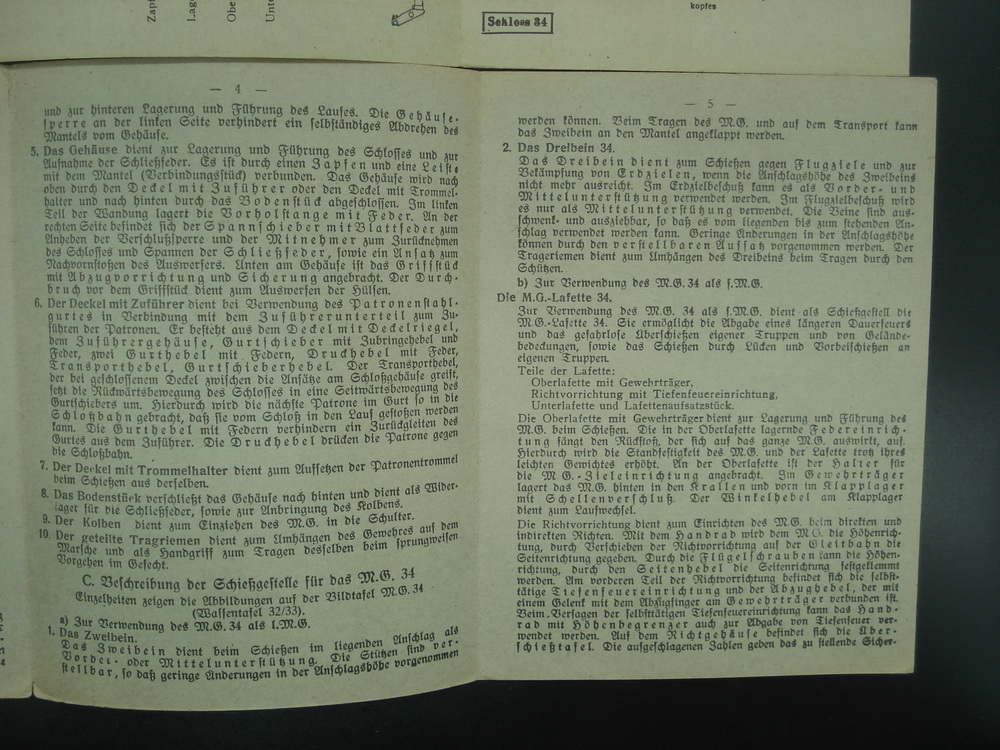 Zapf
Lag
Obe
Unt
Schloss 34
kopfes
— 4 —
und zur hinteren Lagerung und Führung des Laufes. Die Gehäuse-
sperre an der linken Seite verhindert ein selbständiges Abdrehen des
Mantels vom Gehäuse.
5. Das Gehäuse dient zur Lagerung und Führung des Schlosses und zur
Aufnahme der Schließfeder. Es ist durch einen Zapfen und eine Leiste
mit dem Mantel (Verbindungsstück) verbunden. Das Gehäuse wird nach
oben durch den Deckel mit Zuführer oder den Deckel mit Trommel-
halter und nach hinten durch das Bodenstück abgeschlossen. Im linken
Teil der Wandung lagert die Vorholstange mit Feder. An der
rechten Seite befindet sich der Spannschieber mit Blattfeder zum
Anheben der Verschlußsperre und der Mitnehmer zum Zurücknehmen
des Schlosses und Spannen der Schließfeder, sowie ein Ansatz zum
Nachvornstoßen des Auswerfers. Unten am Gehäuse ist das Griffstück
mit Abzugvorrichtung und Sicherung angebracht. Der Durch-
bruch vor dem Griffstück dient zum Auswerfen der Hülsen.
6. Der Deckel mit Zuführer dient bei Verwendung des Patronenstahl-
gurtes in Verbindung mit dem Zuführerunterteil zum Zu-
führen der Patronen. Er besteht aus dem Deckel mit Deckelriegel,
dem Zuführergehäuse, Gurtschieber mit Zubringehebel und
Feder, zwei Gurthebel mit Federn, Druckhebel mit Feder,
Transporthebel, Gurtschieberhebel. Der Transporthebel,
der bei geschlossenem Deckel zwischen die Ansätze am Schloßgehäuse greift,
setzt die Rückwärtsbewegung des Schlosses in eine Seitwärtsbewegung des
Gurtschiebers um. Hierdurch wird die nächste Patrone im Gurt so in die
Schloßbahn gebracht, daß sie vom Schloß in den Lauf gestoßen werden
kann. Die Gurthebel mit Federn verhindern ein Zurückgleiten des
Gurtes aus dem Zuführer. Die Druckhebel drücken die Patrone gegen
die Schloßbahn.
7. Der Deckel mit Trommelhalter dient zum Aufsetzen der Patronentrommel
beim Schießen aus derselben.
8. Das Bodenstück verschließt das Gehäuse nach hinten und dient als Wider-
lager für die Schließfeder, sowie zur Anbringung des Kolbens.
9. Der Kolben dient zum Einziehen des M.G. in die Schulter.
10. Der geteilte Tragriemen dient zum Umhängen des Gewehres auf dem
Marsche und als Handgriff zum Tragen desselben beim sprungweisen
Vorgehen im Gefecht.
C. Beschreibung der Schießgestelle für das M.G. 34
Einzelheiten zeigen die Abbildungen auf der Bildtafel M.G. 34
(Waffentafel 32/33).
a) Zur Verwendung des M.G. 34 als l.M.G.
1. Das Zweibein.
Das Zweibein dient beim Schießen im liegenden Anschlag als
Vorder- oder Mittelunterstützung. Die Stützen sind ver-
stellbar, so daß geringe Änderungen in der Anschlagshöhe vorgenommen
— 5 —
werden können. Beim Tragen des M.G. und auf dem Transport kann
das Zweibein an den Mantel angeklappt werden.
2. Das Dreibein 34.
Das Dreibein dient zum Schießen gegen Flugziele und zur
Bekämpfung von Erdzielen, wenn die Anschlagshöhe des Zweibeins
nicht mehr ausreicht. Im Erdzielbeschuß kann es als Vorder- und
Mittelunterstützung verwendet werden. Im Flugzielbeschuß wird
es nur als Mittelunterstützung verwendet. Die Beine sind aus-
schwenk- und ausziehbar, so daß es vom liegenden bis zum stehenden An-
schlag verwendet werden kann. Geringe Änderungen in der Anschlagshöhe
können durch den verstellbaren Aufsatz vorgenommen werden. Der
Trageriemen dient zum Umhängen des Dreibeins beim Tragen durch den
Schützen.
b) Zur Verwendung des M.G. 34 als s.M.G.
Die M.G.-Lafette 34.
Zur Verwendung des M.G. 34 als s.M.G. dient als Schießgestell die
M.G.-Lafette 34. Sie ermöglicht die Abgabe eines längeren Dauerfeuers
und das gefahrlose Überschießen eigener Truppen und von Gelände-
bedeckungen, sowie das Schießen durch Lücken und Vorbeischießen an
eigenen Truppen.
Teile der Lafette:
Oberlafette mit Gewehrträger,
Richtvorrichtung mit Tiefenfeuereinrichtung,
Unterlafette und Lafettenaufsatzstück.
Die Oberlafette mit Gewehrträger dient zur Lagerung und Führung des
M.G. beim Schießen. Die in der Oberlafette lagernde Federeinrich-
tung fängt den Rückstoß, der sich auf das ganze M.G. auswirkt, auf.
Hierdurch wird die Standfestigkeit des M.G. und der Lafette trotz ihres
leichten Gewichtes erhöht. An der Oberlafette ist der Halter für
die M G.-Zieleinrichtung angebracht. Im Gewehrträger
lagert das M.G. hinten in den Krallen und vorn im Klapplager
mit Schellenverschluß. Der Winkelhebel am Klapplager
dient zum Laufwechsel.
Die Richtvorrichtung dient zum Einrichten des M.G. beim direkten und
indirekten Richten. Mit dem Handrad wird dem M.G. die Höhenrich-
tung, durch Verschieben der Richtvorrichtung auf der Gleitbahn die
Seitenrichtung gegeben. Durch die Flügelschrauben kann die Höhen-
richtung, durch den Seitenhebel die Seitenrichtung festgeklemmt
werden. Am vorderen Teil der Richtvorrichtung befindet sich die selbst-
tätige Tiefenfeuereinrichtung und der Abzughebel, der mit
einem Gelenk mit dem Abzugfinger am Gewehrträger verbunden ist.
Beim Versagen der selbsttätigen Tiefenfeuereinrichtung kann das Hand-
rad mit Höhenbegrenzer auch zur Abgabe von Tiefenfeuer ver-
wendet werden. Auf dem Richtgehäuse befindet sich die Über-
schießtafel. Die aufgeschlagenen Zahlen geben das zu stellende Sicher-